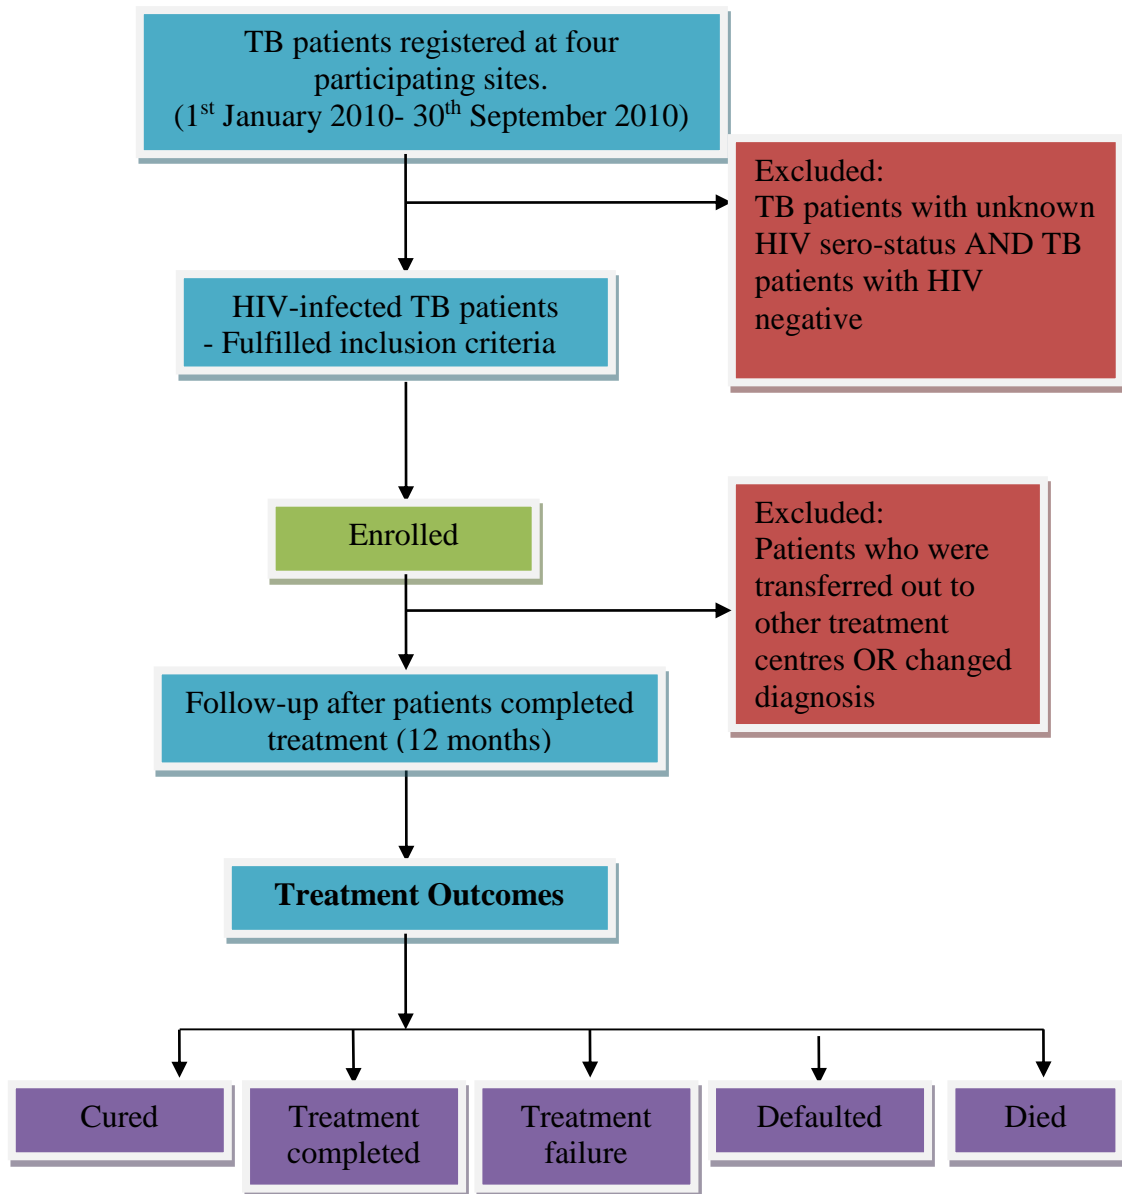 TB patients registered at four
participating sites.
(1st January 2010- 30th September 2010)
Excluded:
TB patients with unknown
HIV sero-status AND TB
patients with HIV
negative
HIV-infected TB patients
- Fulfilled inclusion criteria
Enrolled
Excluded:
Patients who were
transferred out to
other treatment
centres OR changed
diagnosis
Follow-up after patients completed
treatment (12 months)
Treatment Outcomes
Cured
Treatment
completed
Treatment
failure
Defaulted
Died